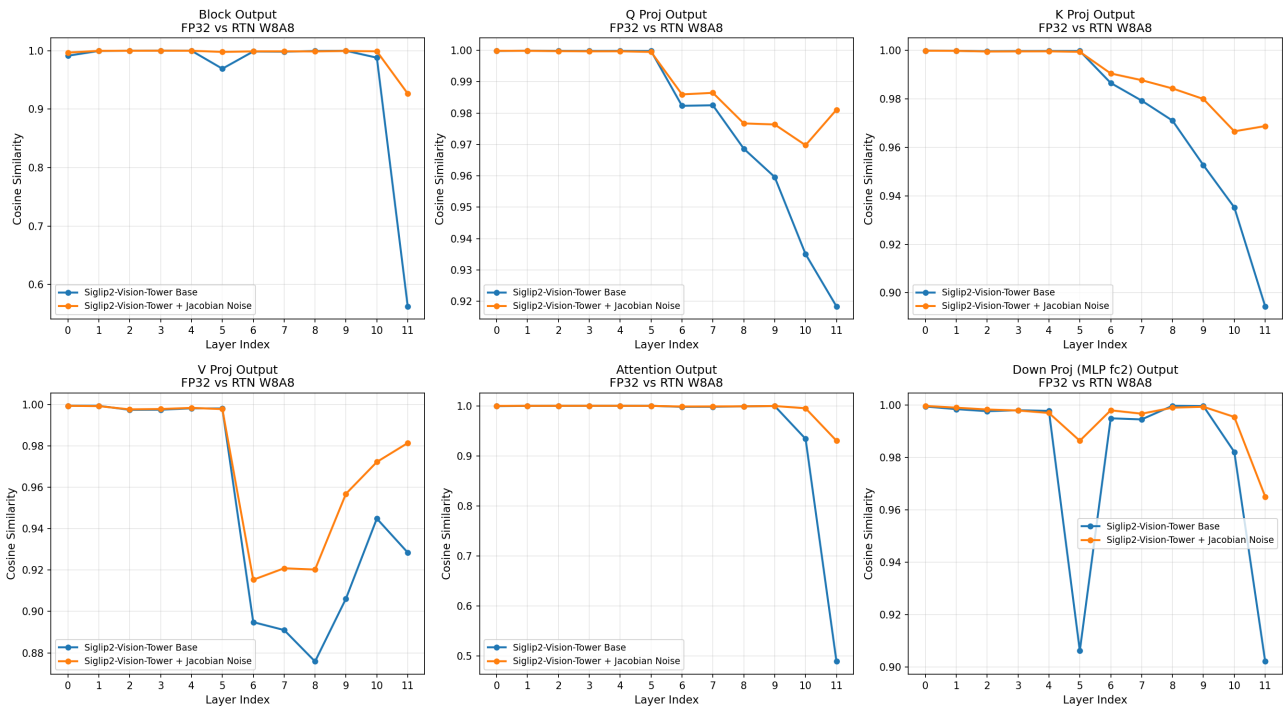 Block Output
FP32 vs RTN W8A8
1.0
0.9
0.8
0.7
0.6
Cosine Similarity
Siglip2-Vision-Tower Base
Siglip2-Vision-Tower + Jacobian Noise
0 1 2 3 4 5 6 7 8 9 10 11
Layer Index
Q Proj Output
FP32 vs RTN W8A8
1.00
0.99
0.98
0.97
0.96
0.95
0.94
0.93
0.92
Cosine Similarity
Siglip2-Vision-Tower Base
Siglip2-Vision-Tower + Jacobian Noise
0 1 2 3 4 5 6 7 8 9 10 11
Layer Index
K Proj Output
FP32 vs RTN W8A8
1.00
0.98
0.96
0.94
0.92
0.90
Cosine Similarity
Siglip2-Vision-Tower Base
Siglip2-Vision-Tower + Jacobian Noise
0 1 2 3 4 5 6 7 8 9 10 11
Layer Index
V Proj Output
FP32 vs RTN W8A8
1.00
0.98
0.96
0.94
0.92
0.90
0.88
Cosine Similarity
Siglip2-Vision-Tower Base
Siglip2-Vision-Tower + Jacobian Noise
0 1 2 3 4 5 6 7 8 9 10 11
Layer Index
Attention Output
FP32 vs RTN W8A8
1.0
0.9
0.8
0.7
0.6
0.5
Cosine Similarity
Siglip2-Vision-Tower Base
Siglip2-Vision-Tower + Jacobian Noise
0 1 2 3 4 5 6 7 8 9 10 11
Layer Index
Down Proj (MLP fc2) Output
FP32 vs RTN W8A8
1.00
0.98
0.96
0.94
0.92
0.90
Cosine Similarity
Siglip2-Vision-Tower Base
Siglip2-Vision-Tower + Jacobian Noise
0 1 2 3 4 5 6 7 8 9 10 11
Layer Index